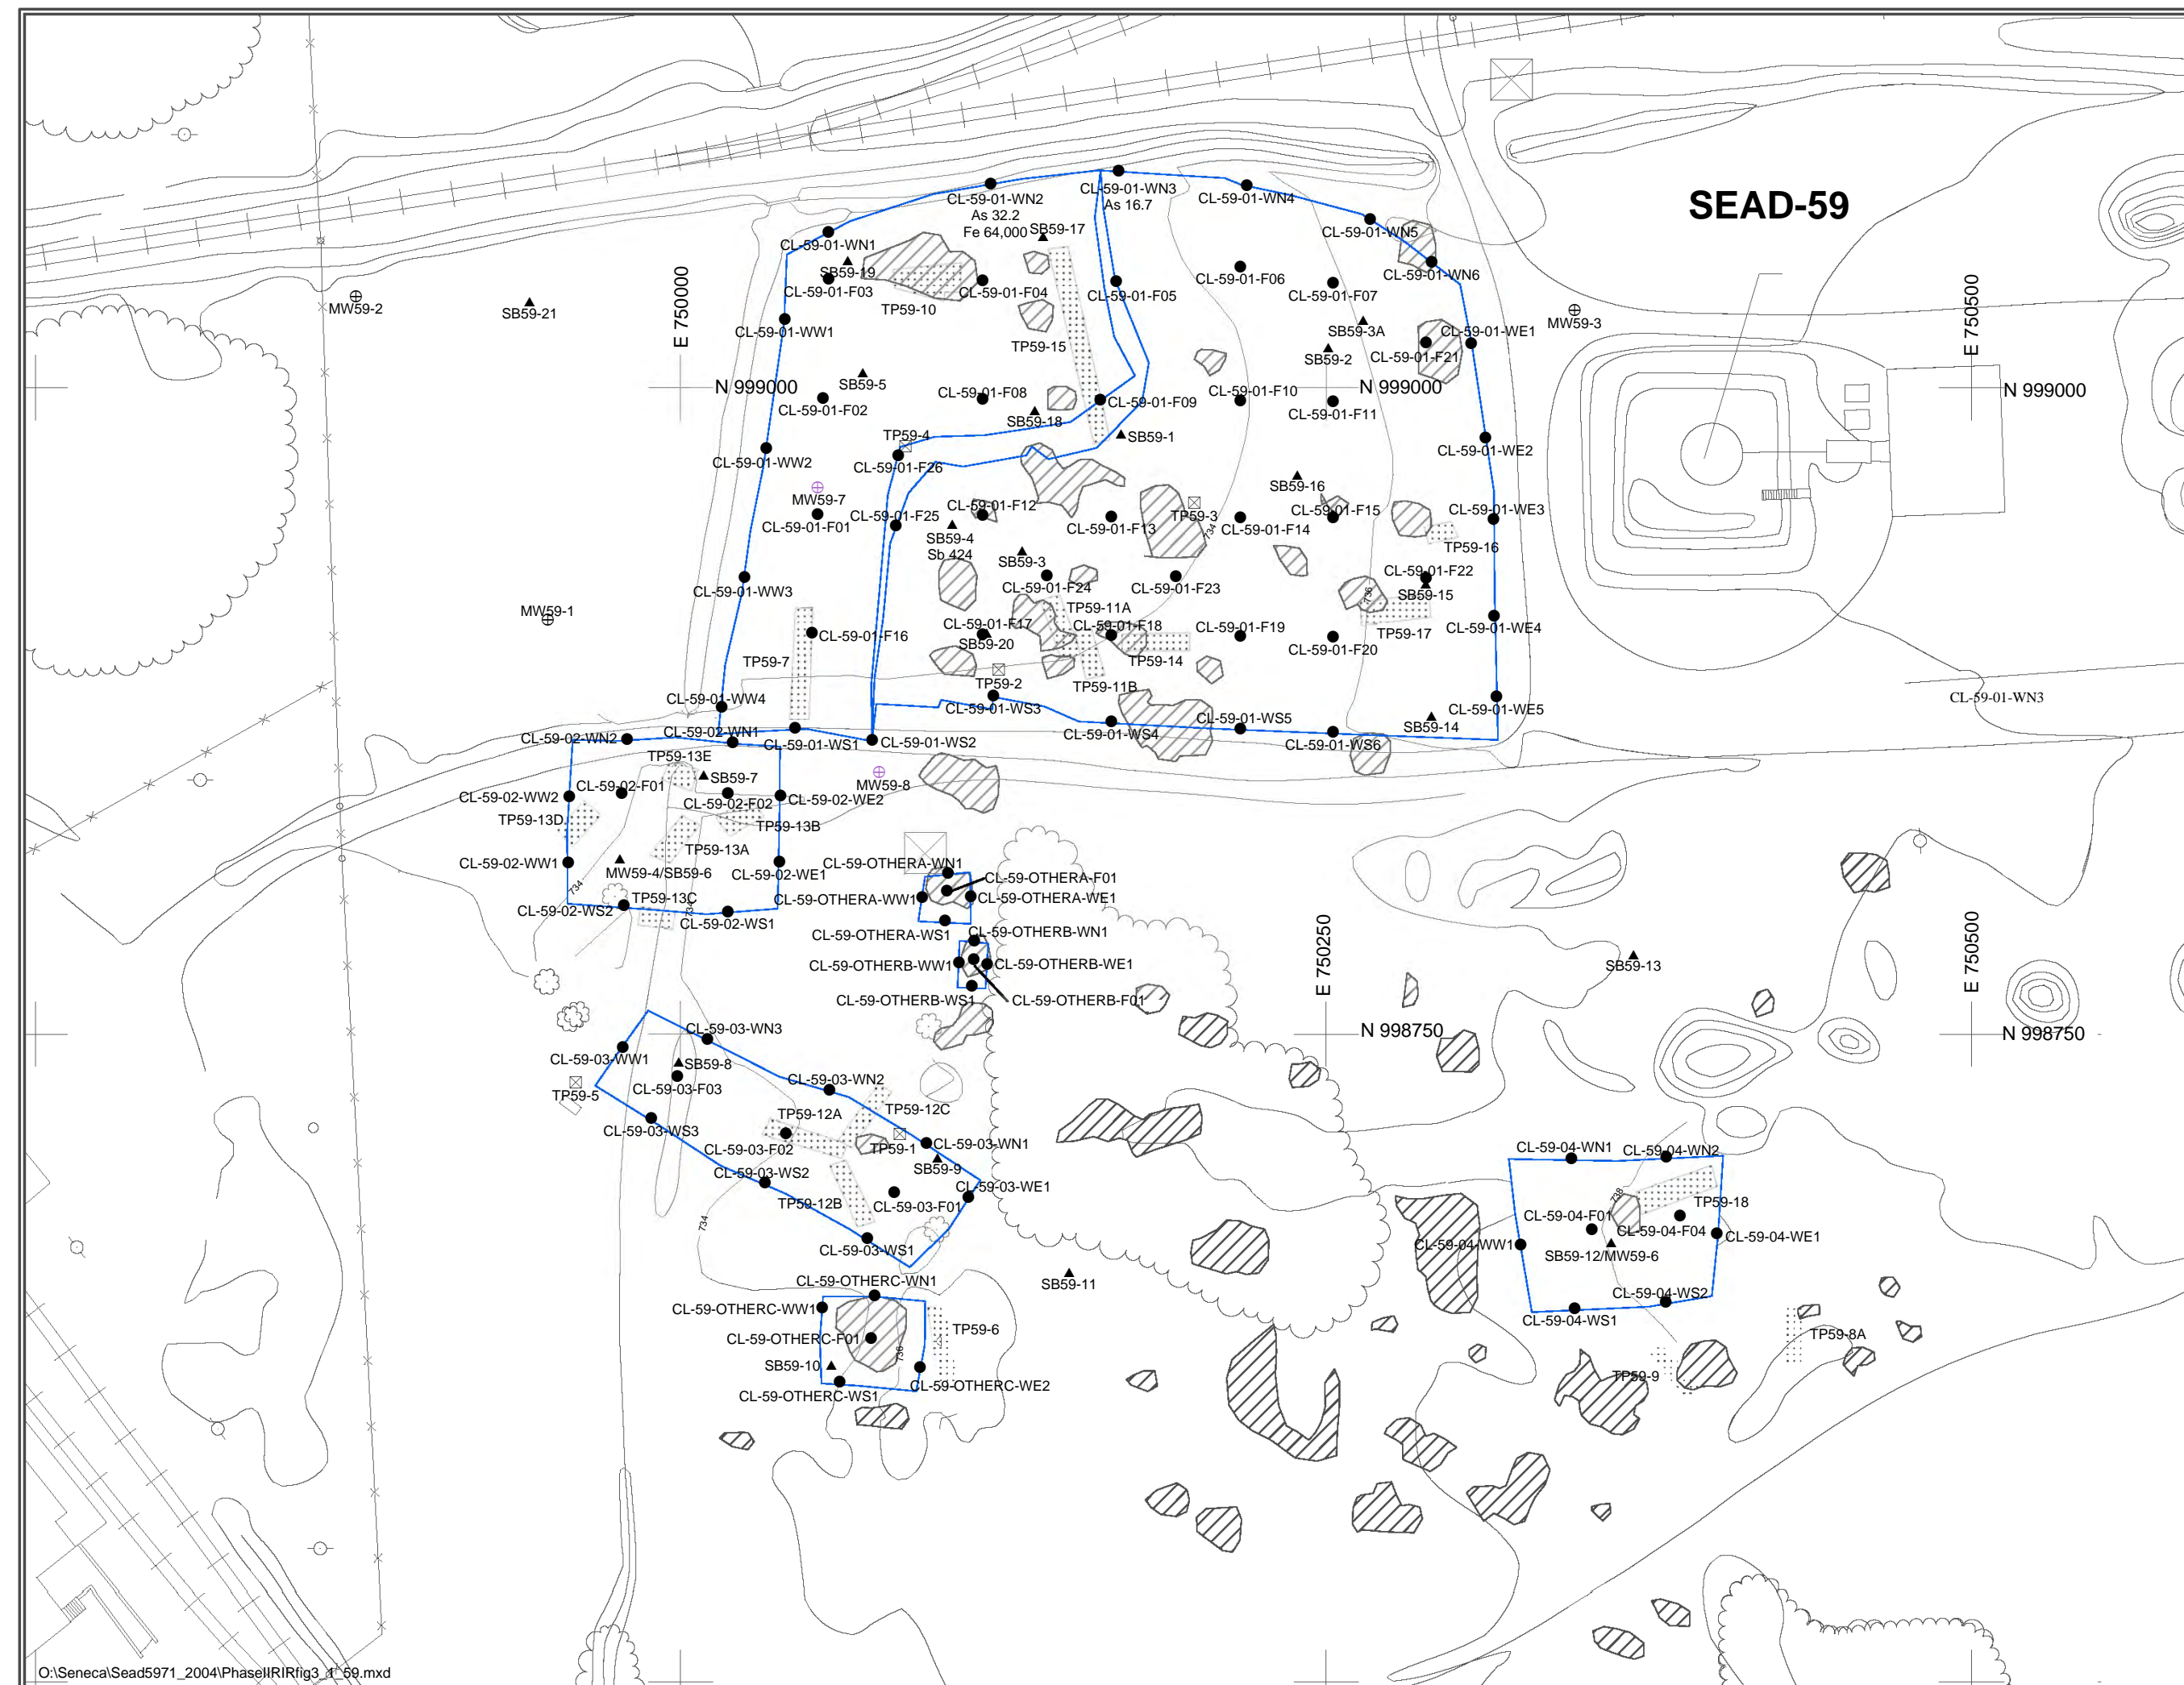 SEAD-59
CL-59-01-WN2
As 32.2
Fe 64,000
CL-59-01-WN3
As 16.7
CL-59-01-WN4
SB59-17
CL-59-01-WN1
CL-59-01-WN5
SB59-19
CL-59-01-F03
CL-59-01-F04
CL-59-01-F05
CL-59-01-F06
CL-59-01-F07
CL-59-01-WN6
E 750000
E 750500
MW59-2
SB59-21
TP59-10
CL-59-01-WW1
TP59-15
SB59-3A
SB59-2
CL-59-01-WE1
CL-59-01-F21
MW59-3
SB59-5
N 999000
N 999000
N 999000
CL-59-01-F02
CL-59-01-F08
CL-59-01-F09
CL-59-01-F10
CL-59-01-F11
SB59-18
TP59-4
SB59-1
CL-59-01-WW2
CL-59-01-F26
CL-59-01-WE2
SB59-16
MW59-7
CL-59-01-F01
CL-59-01-F25
CL-59-01-F12
CL-59-01-F13
TP59-3
734
CL-59-01-F14
CL-59-01-F15
CL-59-01-WE3
SB59-4
Sb 424
TP59-16
SB59-3
CL-59-01-F24
CL-59-01-F23
CL-59-01-F22
SB59-15
736
CL-59-01-WW3
MW59-1
TP59-11A
CL-59-01-F16
CL-59-01-F17
SB59-20
CL-59-01-F18
CL-59-01-F19
CL-59-01-F20
TP59-17
CL-59-01-WE4
TP59-7
TP59-14
TP59-2
TP59-11B
CL-59-01-WW4
CL-59-01-WS3
CL-59-01-WE5
CL-59-01-WN3
CL-59-02-WN2
CL-59-02-WN1
CL-59-01-WS1
CL-59-01-WS2
CL-59-01-WS4
CL-59-01-WS5
CL-59-01-WS6
SB59-14
TP59-13E
SB59-7
MW59-8
CL-59-02-WW2
CL-59-02-F01
CL-59-02-F02
CL-59-02-WE2
TP59-13D
TP59-13B
TP59-13A
CL-59-02-WW1
MW59-4/SB59-6
CL-59-02-WE1
734
TP59-13C
734
CL-59-02-WS2
CL-59-02-WS1
CL-59-OTHERA-WN1
CL-59-OTHERA-F01
CL-59-OTHERA-WW1
CL-59-OTHERA-WE1
CL-59-OTHERA-WS1
CL-59-OTHERB-WN1
CL-59-OTHERB-WW1
CL-59-OTHERB-WE1
CL-59-OTHERB-WS1
CL-59-OTHERB-F01
E 750250
E 750500
SB59-13
N 998750
N 998750
CL-59-03-WN3
CL-59-03-WW1
SB59-8
CL-59-03-F03
TP59-5
CL-59-03-WN2
CL-59-03-WS3
TP59-12A
TP59-12C
CL-59-03-F02
TP59-1
CL-59-03-WN1
SB59-9
CL-59-03-WS2
TP59-12B
CL-59-03-F01
CL-59-03-WE1
734
CL-59-03-WS1
CL-59-04-WN1
CL-59-04-WN2
738
TP59-18
CL-59-04-F01
CL-59-04-F04
CL-59-04-WW1
CL-59-04-WE1
SB59-12/MW59-6
CL-59-04-WS2
CL-59-04-WS1
SB59-11
CL-59-OTHERC-WN1
CL-59-OTHERC-WW1
CL-59-OTHERC-F01
TP59-6
736
SB59-10
CL-59-OTHERC-WS1
CL-59-OTHERC-WE2
TP59-8A
TP59-9
O:\Seneca\Sead5971_2004\PhaseIIRIRfig3_1_59.mxd